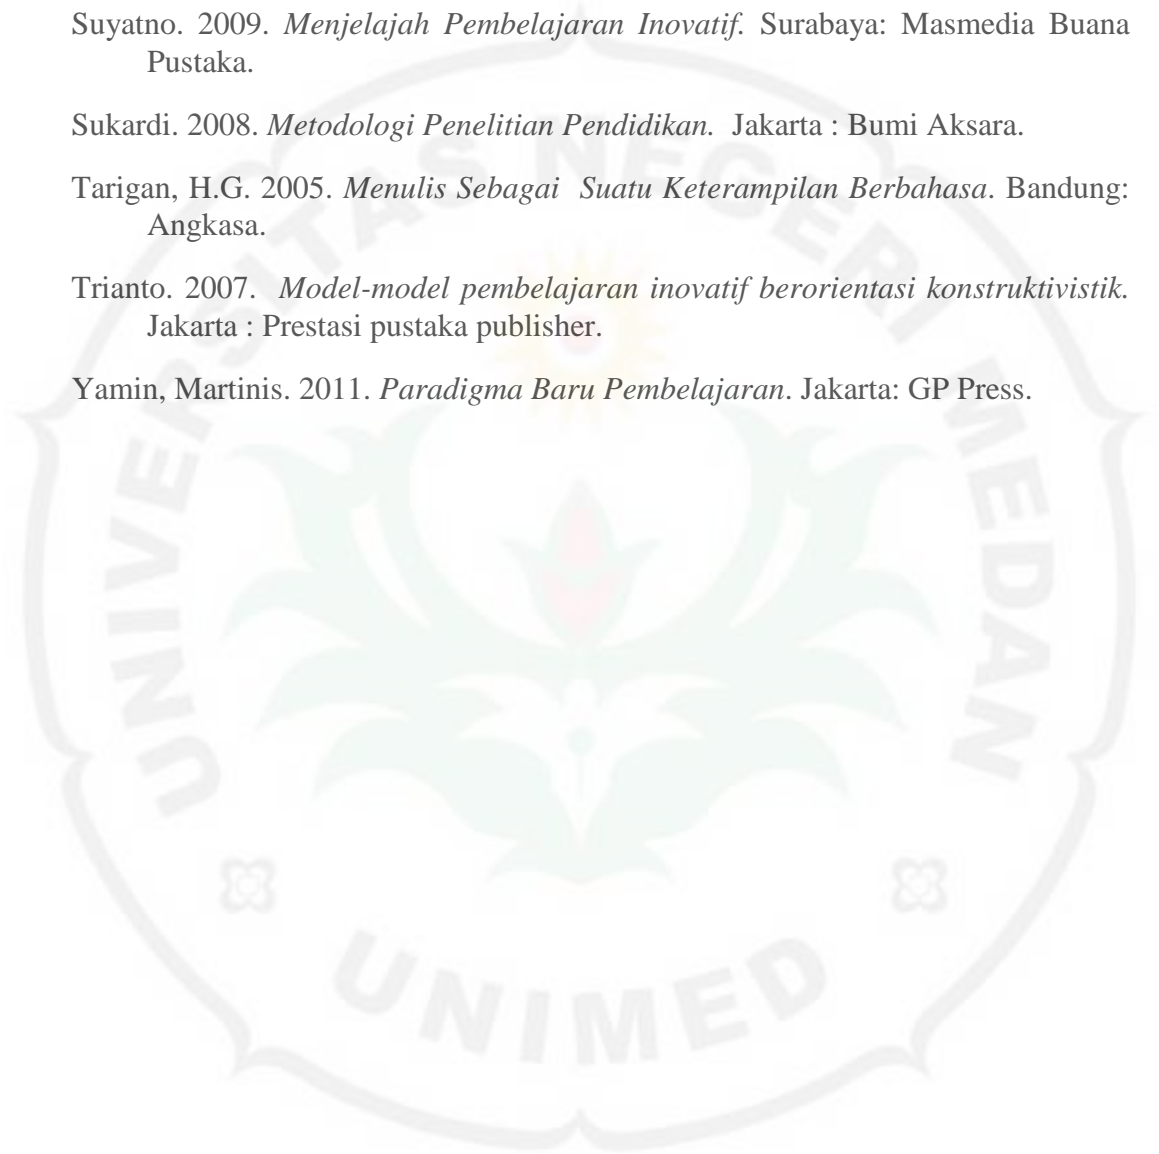 Suyatno. 2009. Menjelajah Pembelajaran Inovatif. Surabaya: Masmedia Buana
Pustaka.
Sukardi. 2008. Metodologi Penelitian Pendidikan.  Jakarta : Bumi Aksara.
Tarigan, H.G. 2005. Menulis Sebagai  Suatu Keterampilan Berbahasa. Bandung:
Angkasa.
Trianto. 2007.  Model-model pembelajaran inovatif berorientasi konstruktivistik.
Jakarta : Prestasi pustaka publisher.
Yamin, Martinis. 2011. Paradigma Baru Pembelajaran. Jakarta: GP Press.
UNIVERSITAS NEGERI MEDAN
UNIMED